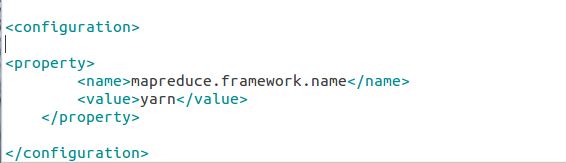 <configuration>
<property>
<name>mapreduce.framework.name</name>
<value>yarn</value>
</property>
</configuration>